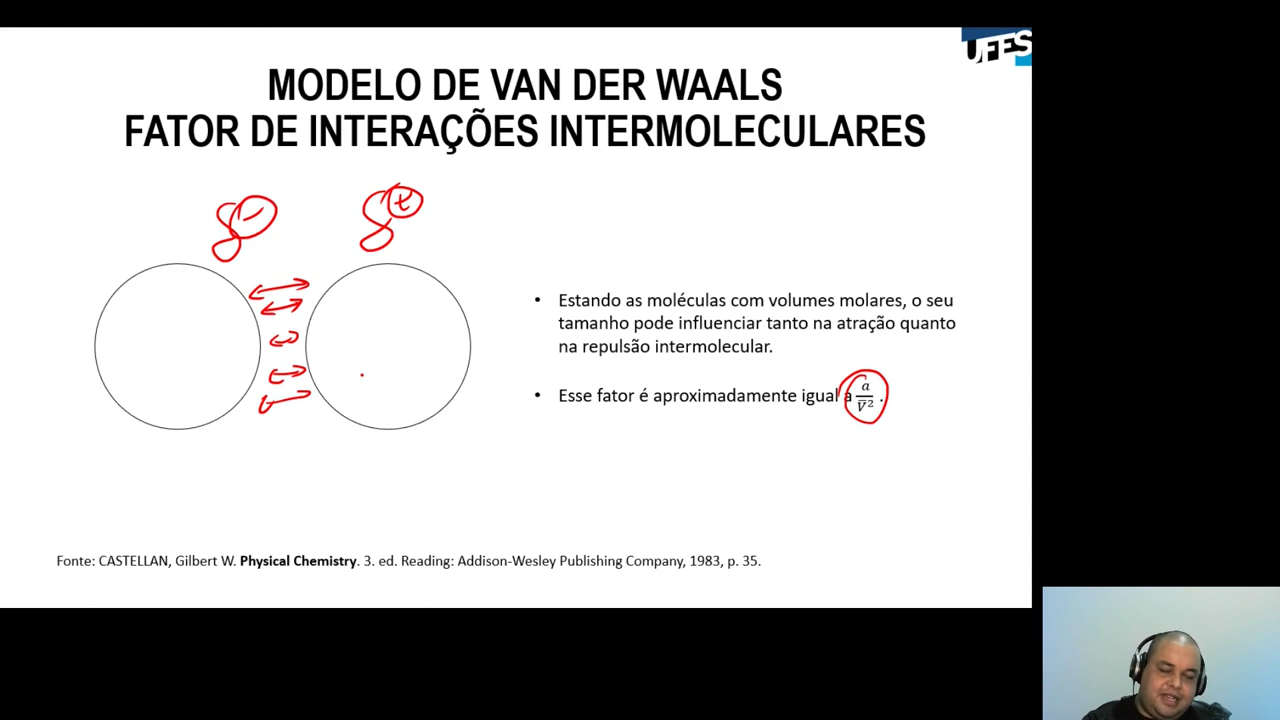 UFES
MODELO DE VAN DER WAALS
FATOR DE INTERAÇÕES INTERMOLECULARES
δ- δ+
• Estando as moléculas com volumes molares, o seu
tamanho pode influenciar tanto na atração quanto
na repulsão intermolecular.
• Esse fator é aproximadamente igual a a/V̅² .
Fonte: CASTELLAN, Gilbert W. Physical Chemistry. 3. ed. Reading: Addison-Wesley Publishing Company, 1983, p. 35.